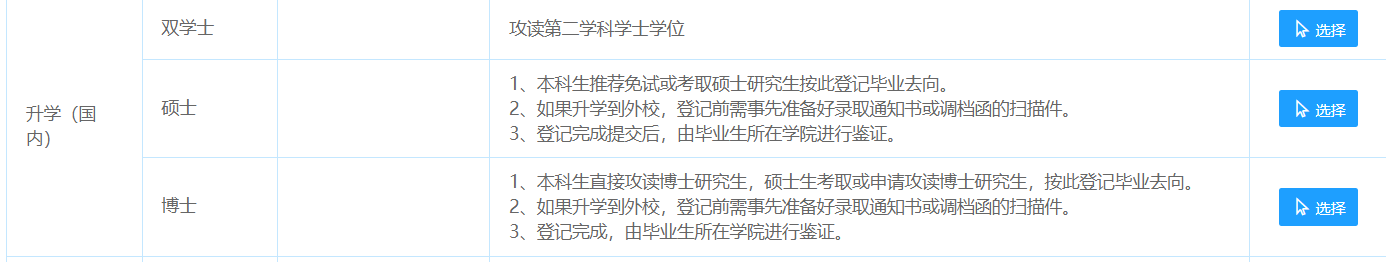 双学士
攻读第二学科学士学位
选择
升学（国
内）
硕士
1、本科生推荐免试或考取硕士研究生按此登记毕业去向。
2、如果升学到外校，登记前需事先准备好录取通知书或调档函的扫描件。
3、登记完成提交后，由毕业生所在学院进行鉴证。
选择
博士
1、本科生直接攻读博士研究生，硕士生考取或申请攻读博士研究生，按此登记毕业去向。
2、如果升学到外校，登记前需事先准备好录取通知书或调档函的扫描件。
3、登记完成，由毕业生所在学院进行鉴证。
选择